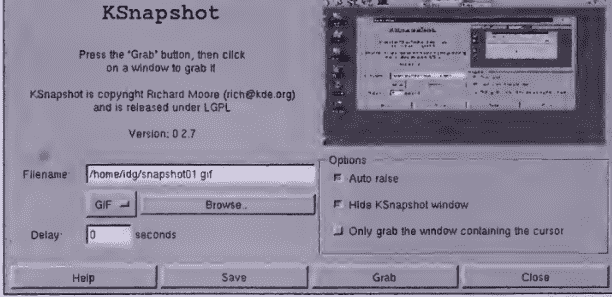 KSnapshot
Press the "Grab" button, then click
on a window to grab it
KSnapshot is copyright Richard Moore (rich@kde.org)
and is released under LGPL
Version: 0 2.7
Filename /home/idg/snapshot01 gif
GIF Browse..
Delay: 0 seconds
Options
Auto raise
Hide KSnapshot window
Only grab the window containing the cursor
Help Save Grab Close